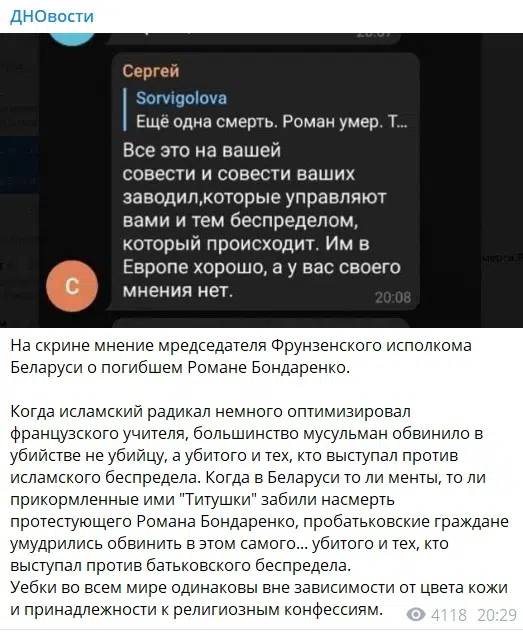 ДНОвости
Сергей
Sorvigolova
Ещё одна смерть. Роман умер. Т...
Все это на вашей
совести и совести ваших
заводил,которые управляют
вами и тем беспределом,
который происходит. Им в
Европе хорошо, а у вас своего
мнения нет.
20:08
С
На скрине мнение мредседателя Фрунзенского исполкома
Беларуси о погибшем Романе Бондаренко.
Когда исламский радикал немного оптимизировал
французского учителя, большинство мусульман обвинило в
убийстве не убийцу, а убитого и тех, кто выступал против
исламского беспредела. Когда в Беларуси то ли менты, то ли
прикормленные ими "Титушки" забили насмерть
протестующего Романа Бондаренко, пробатьковские граждане
умудрились обвинить в этом самого... убитого и тех, кто
выступал против батьковского беспредела.
Уебки во всем мире одинаковы вне зависимости от цвета кожи
и принадлежности к религиозным конфессиям.
4118 20:29